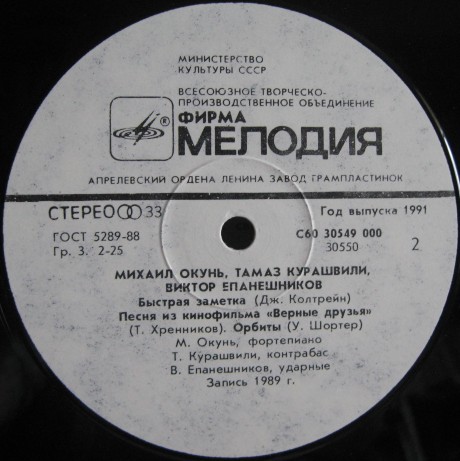 МИНИСТЕРСТВО
КУЛЬТУРЫ СССР
ВСЕСОЮЗНОЕ ТВОРЧЕСКО-
ПРОИЗВОДСТВЕННОЕ ОБЪЕДИНЕНИЕ
ФИРМА
®
МЕЛОДИЯ
АПРЕЛЕВСКИЙ ОРДЕНА ЛЕНИНА ЗАВОД ГРАМПЛАСТИНОК
СТЕРЕО 33
Год выпуска 1991
ГОСТ 5289-88
С60 30549 000
Гр. 3. 2-25
30550
2
МИХАИЛ ОКУНЬ, ТАМАЗ КУРАШВИЛИ,
ВИКТОР ЕПАНЕШНИКОВ
Быстрая заметка (Дж. Колтрейн)
Песня из кинофильма «Верные друзья»
(Т. Хренников). Орбиты (У. Шортер)
М. Окунь, фортепиано
Т. Курашвили, контрабас
В. Епанешников, ударные
Запись 1989 г.